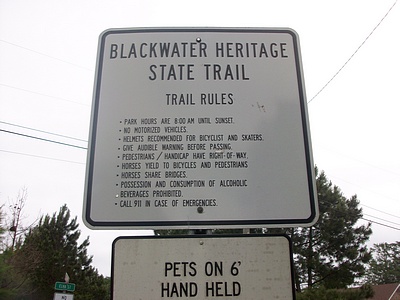 BLACKWATER HERITAGE
STATE TRAIL
TRAIL RULES
• PARK HOURS ARE 8:00 AM UNTIL SUNSET.
• NO MOTORIZED VEHICLES.
• HELMETS RECOMMENDED FOR BICYCLIST AND SKATERS.
• GIVE AUDIBLE WARNING BEFORE PASSING.
• PEDESTRIANS / HANDICAP HAVE RIGHT-OF-WAY.
• HORSES YIELD TO BICYCLES AND PEDESTRIANS
• HORSES SHARE BRIDGES.
• POSSESSION AND CONSUMPTION OF ALCOHOLIC
• BEVERAGES PROHIBITED.
• CALL 911 IN CASE OF EMERGENCIES.
PETS ON 6'
HAND HELD